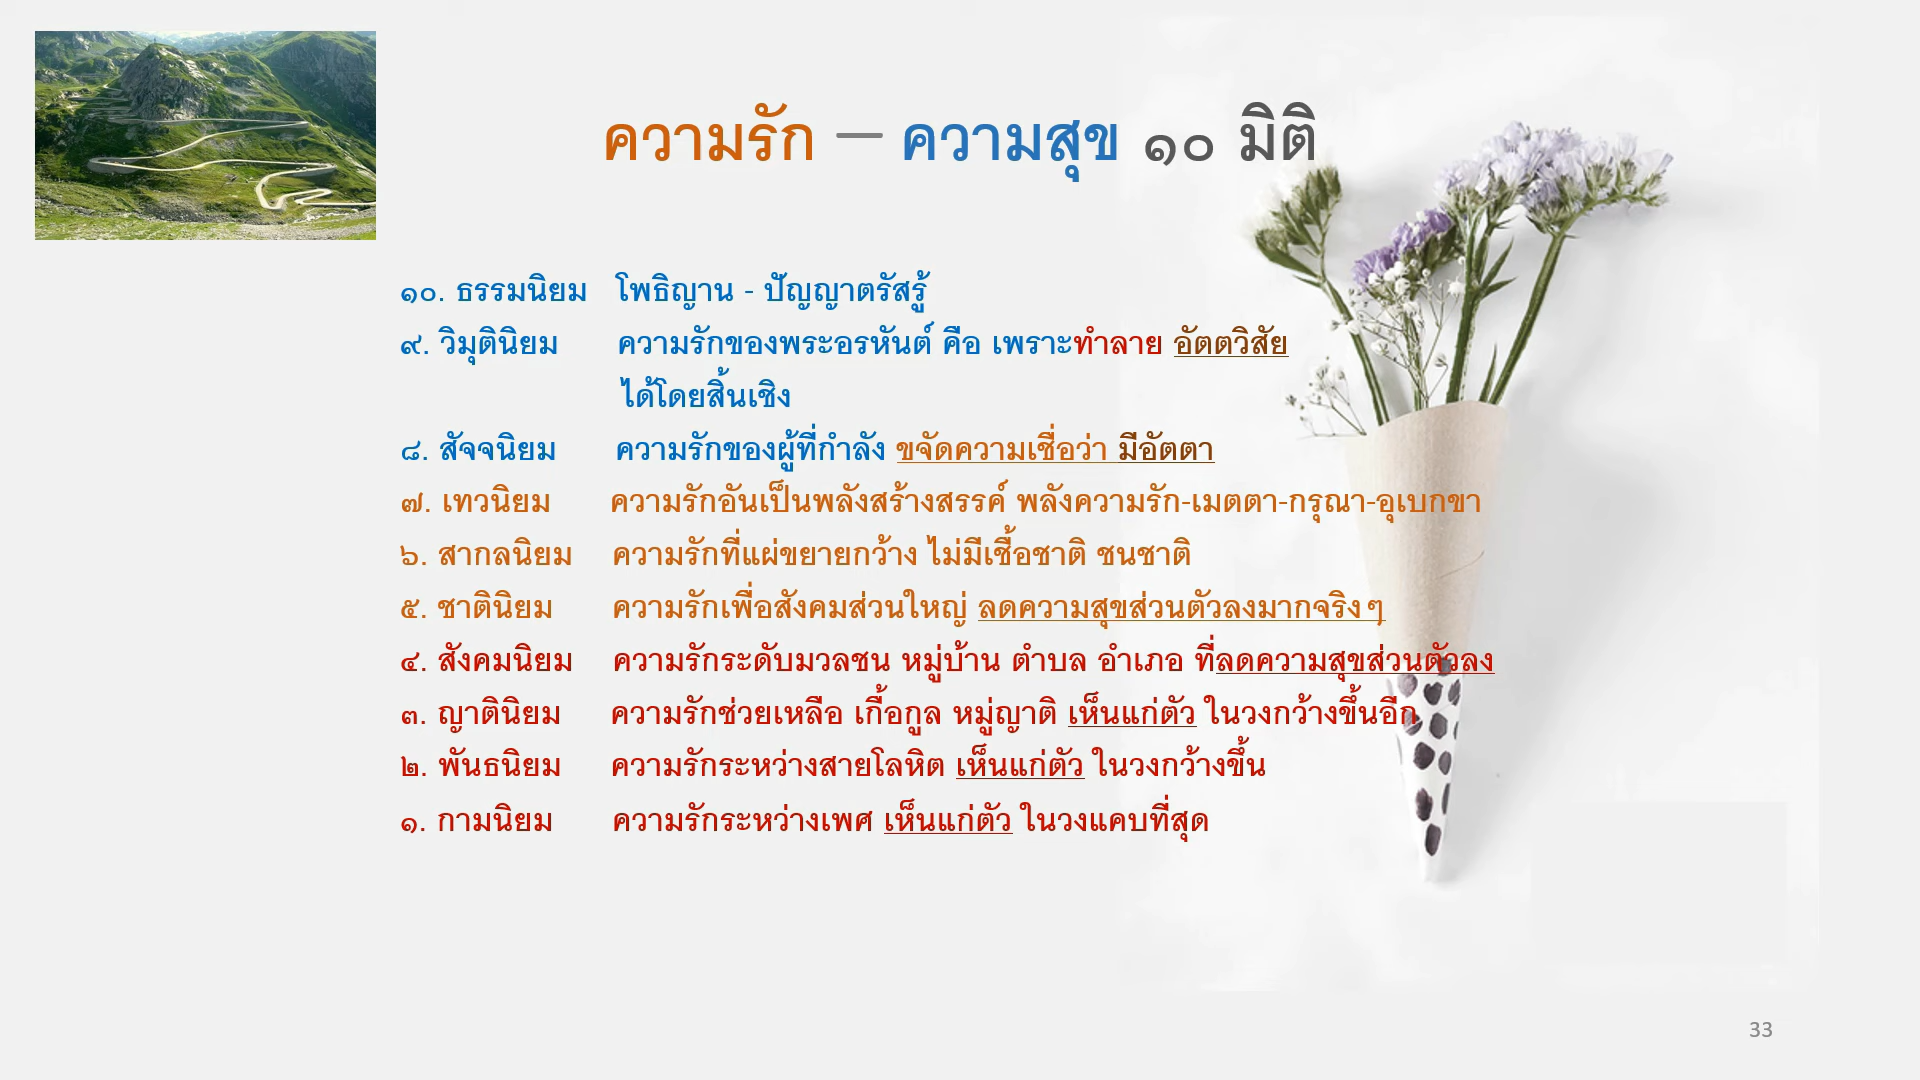 ความรัก — ความสุข ๑๐ มิติ
๑๐. ธรรมนิยม โพธิญาน - ปัญญาตรัสรู้
๙. วิมุตินิยม ความรักของพระอรหันต์ คือ เพราะทำลาย อัตตวิสัย
ได้โดยสิ้นเชิง
๘. สัจจนิยม ความรักของผู้ที่กำลัง ขจัดความเชื่อว่า มีอัตตา
๗. เทวนิยม ความรักอันเป็นพลังสร้างสรรค์ พลังความรัก-เมตตา-กรุณา-อุเบกขา
๖. สากลนิยม ความรักที่แผ่ขยายกว้าง ไม่มีเชื้อชาติ ชนชาติ
๕. ชาตินิยม ความรักเพื่อสังคมส่วนใหญ่ ลดความสุขส่วนตัวลงมากจริงๆ
๔. สังคมนิยม ความรักระดับมวลชน หมู่บ้าน ตำบล อำเภอ ที่ลดความสุขส่วนตัวลง
๓. ญาตินิยม ความรักช่วยเหลือ เกื้อกูล หมู่ญาติ เห็นแก่ตัว ในวงกว้างขึ้นอีก
๒. พันธนิยม ความรักระหว่างสายโลหิต เห็นแก่ตัว ในวงกว้างขึ้น
๑. กามนิยม ความรักระหว่างเพศ เห็นแก่ตัว ในวงแคบที่สุด
33